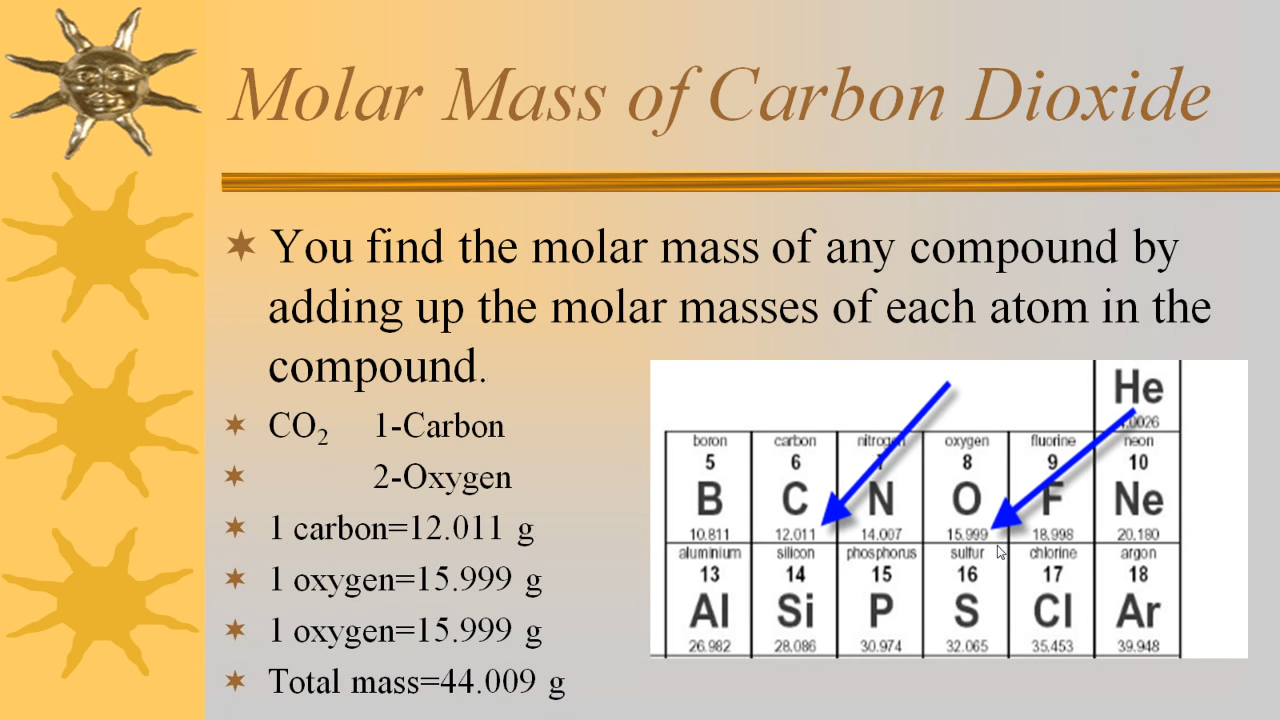 Molar Mass of Carbon Dioxide
You find the molar mass of any compound by
adding up the molar masses of each atom in the
compound.
CO₂ 1-Carbon
2-Oxygen
1 carbon=12.011 g
1 oxygen=15.999 g
1 oxygen=15.999 g
Total mass=44.009 g
He
boron carbon oxygen fluorine neon
5 6 8 9 10
B C N O F Ne
10.811 12.011 14.007 15.999 18.998 20.180
aluminium silicon phosphorus sulfur chlorine argon
13 14 15 16 17 18
Al Si P S Cl Ar
26.982 28.086 30.974 32.065 35.453 39.948